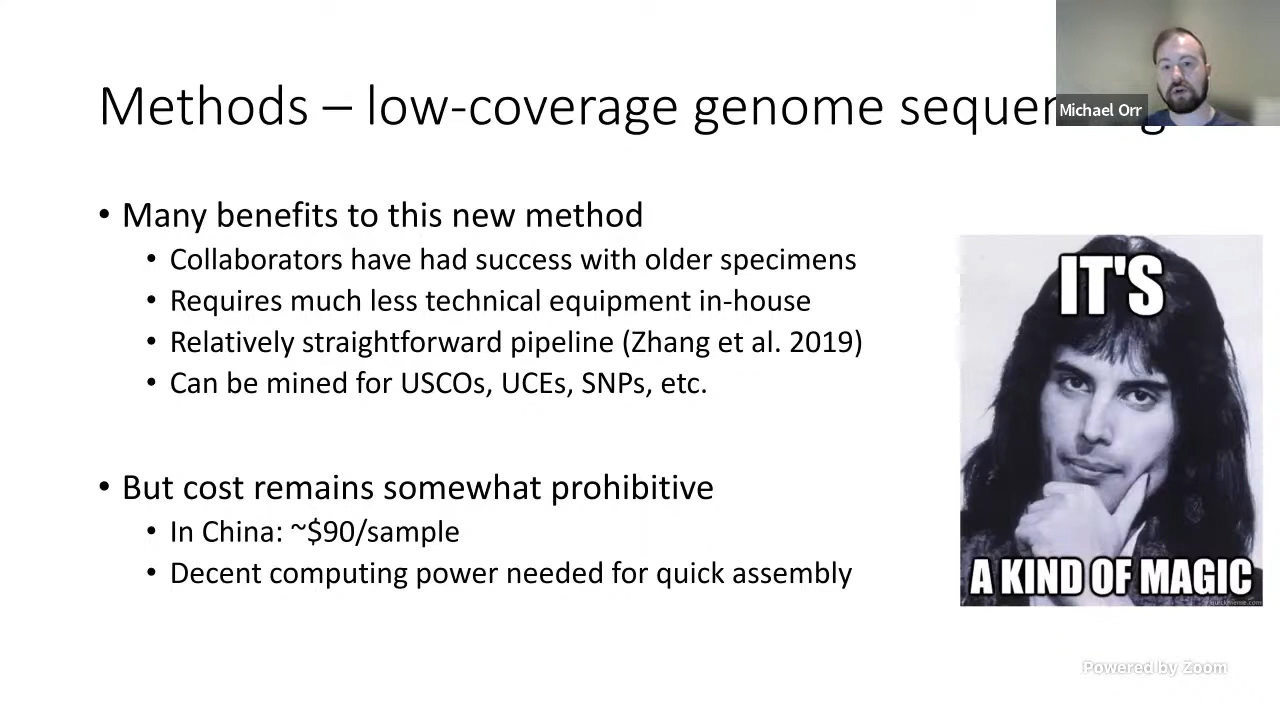 Methods – low-coverage genome sequer g
Michael Orr
• Many benefits to this new method
• Collaborators have had success with older specimens
• Requires much less technical equipment in-house
• Relatively straightforward pipeline (Zhang et al. 2019)
• Can be mined for USCOs, UCEs, SNPs, etc.
• But cost remains somewhat prohibitive
• In China: ~$90/sample
• Decent computing power needed for quick assembly
IT'S
A KIND OF MAGIC
Powered by Zoom